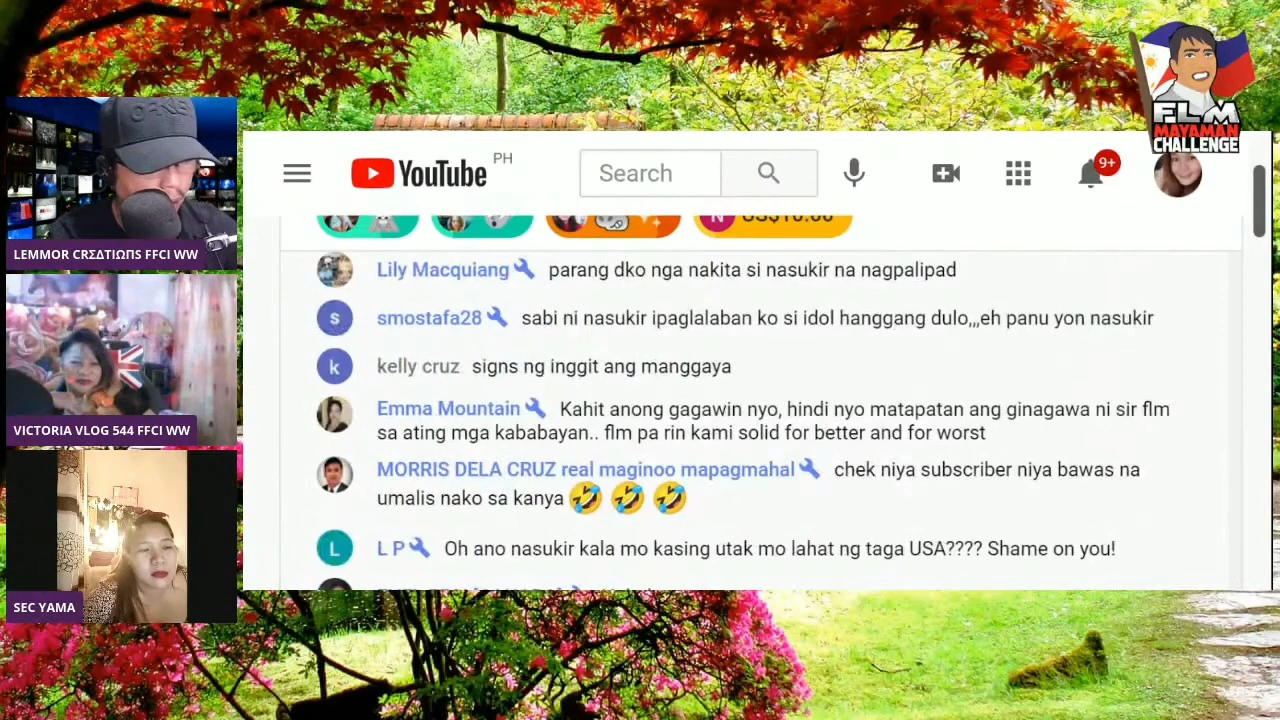 FLM
MAYAMAN
CHALLENGE
YouTube PH
Search
9+
Lily Macquiang parang dko nga nakita si nasukir na nagpalipad
s smostafa28 sabi ni nasukir ipaglalaban ko si idol hanggang dulo,,,eh panu yon nasukir
k kelly cruz signs ng inggit ang manggaya
Emma Mountain Kahit anong gagawin nyo, hindi nyo matapatan ang ginagawa ni sir flm
sa ating mga kababayan.. flm pa rin kami solid for better and for worst
MORRIS DELA CRUZ real maginoo mapagmahal chek niya subscriber niya bawas na
umalis nako sa kanya 🤣 🤣 🤣
L L P Oh ano nasukir kala mo kasing utak mo lahat ng taga USA???? Shame on you!
LEMMOR CRΣΔTIΩΠS FFCI WW
VICTORIA VLOG 544 FFCI WW
SEC YAMA